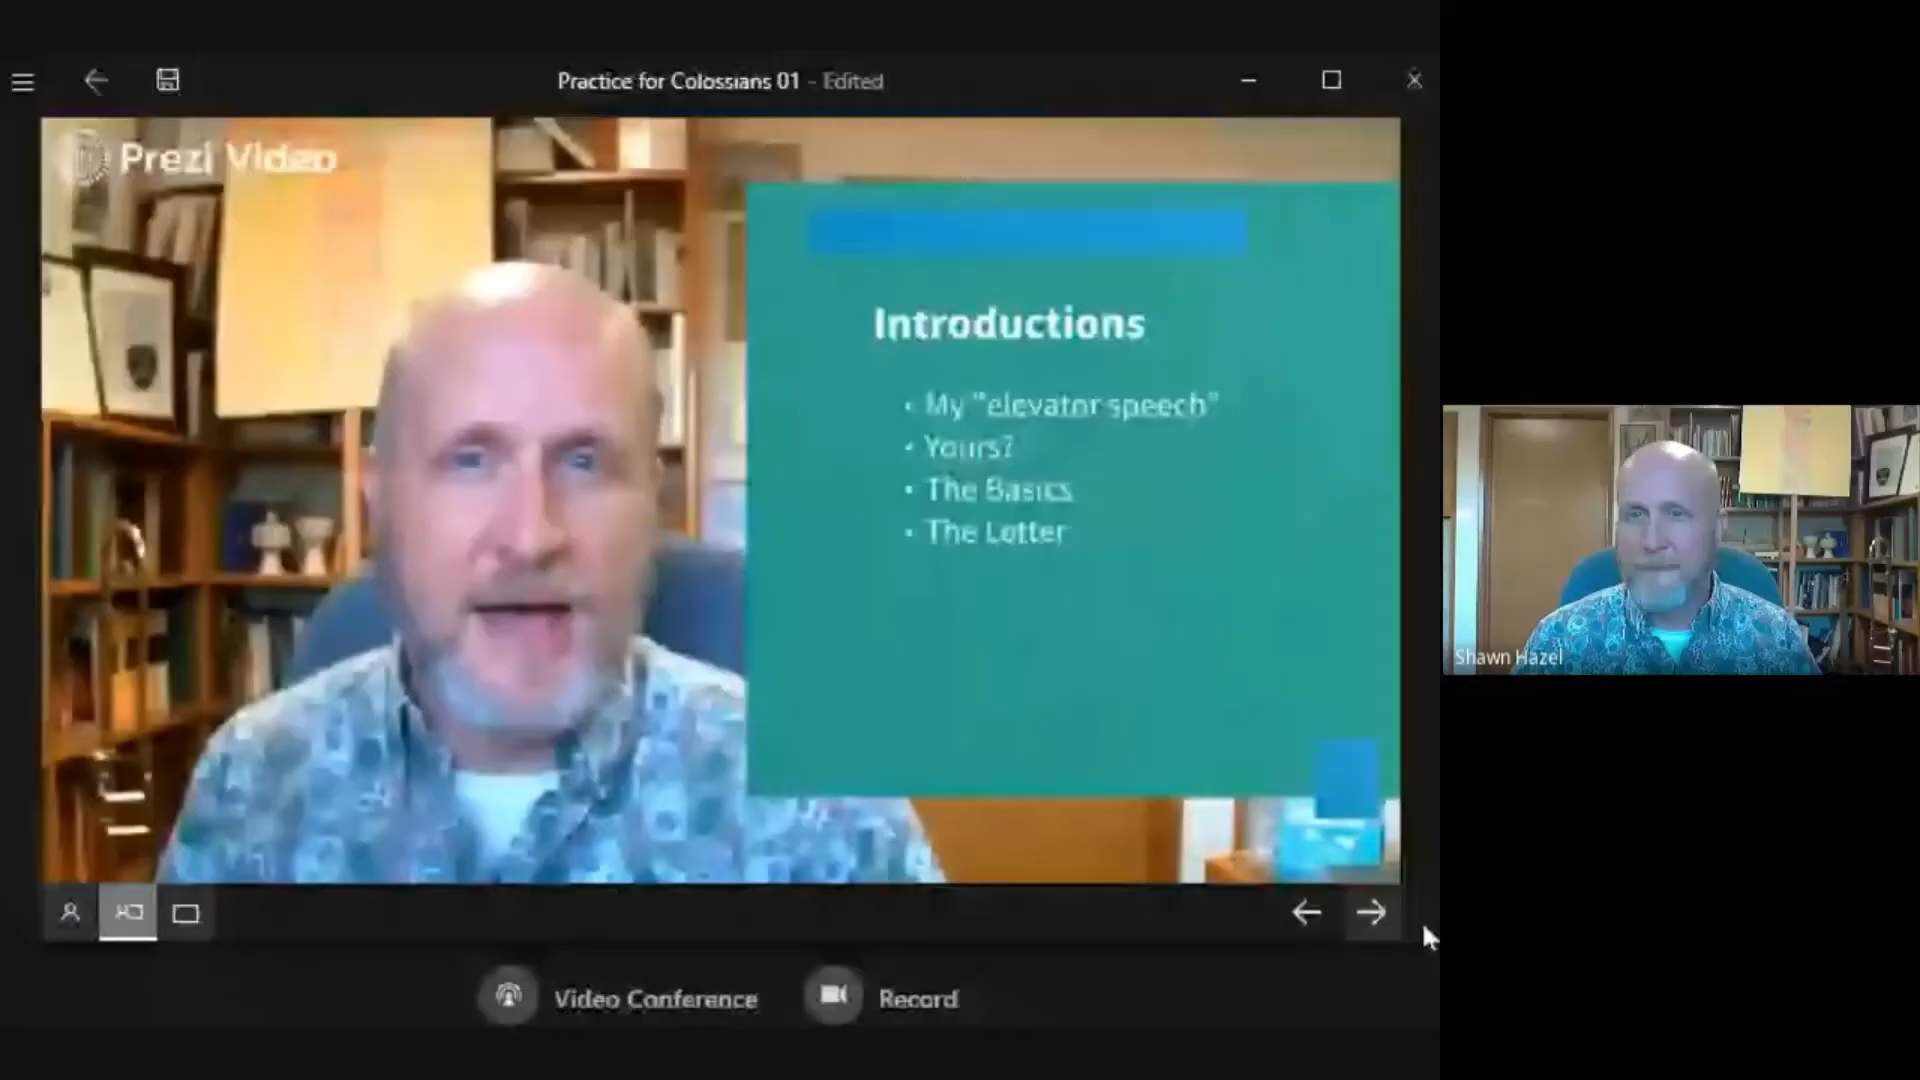 Practice for Colossians 01 - Edited
Prezi Video
Introductions
• My "elevator speech"
• Yours?
• The Basics
• The Letter
Shawn Hazel
Video Conference
Record